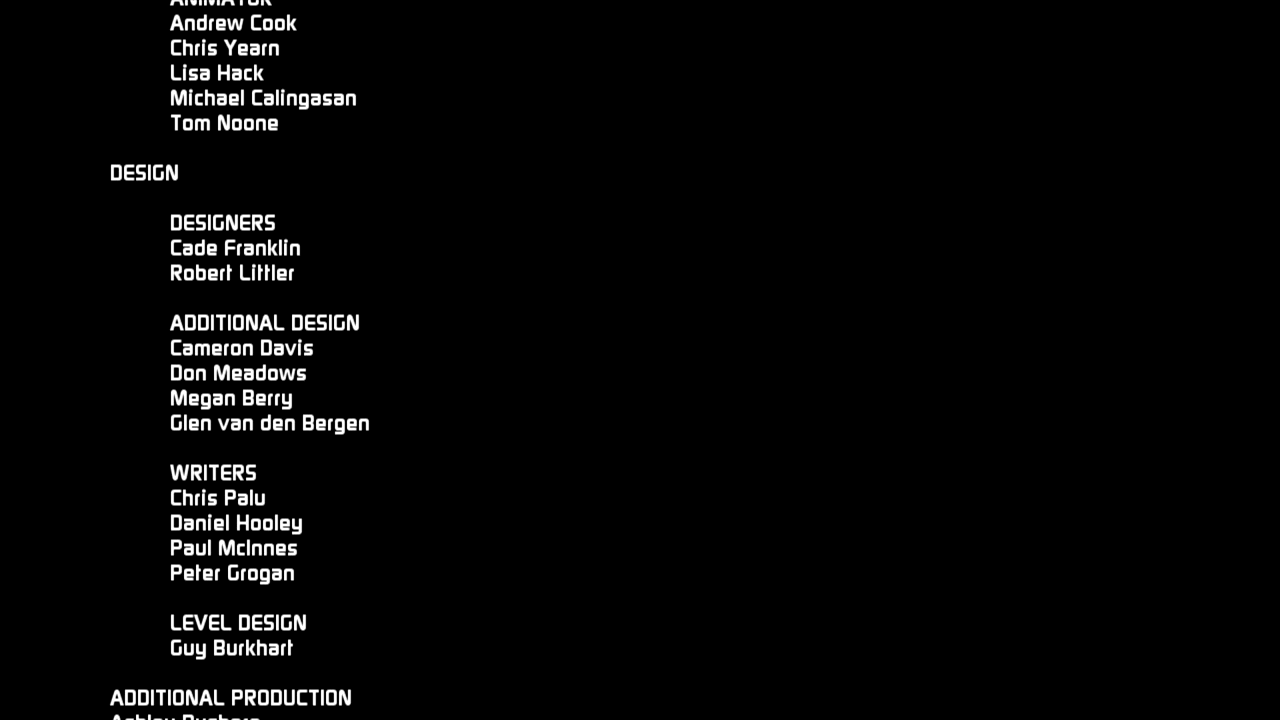 ANIMATOR
Andrew Cook
Chris Yearn
Lisa Hack
Michael Calingasan
Tom Noone
DESIGN
DESIGNERS
Cade Franklin
Robert Littler
ADDITIONAL DESIGN
Cameron Davis
Don Meadows
Megan Berry
Glen van den Bergen
WRITERS
Chris Palu
Daniel Hooley
Paul McInnes
Peter Grogan
LEVEL DESIGN
Guy Burkhart
ADDITIONAL PRODUCTION